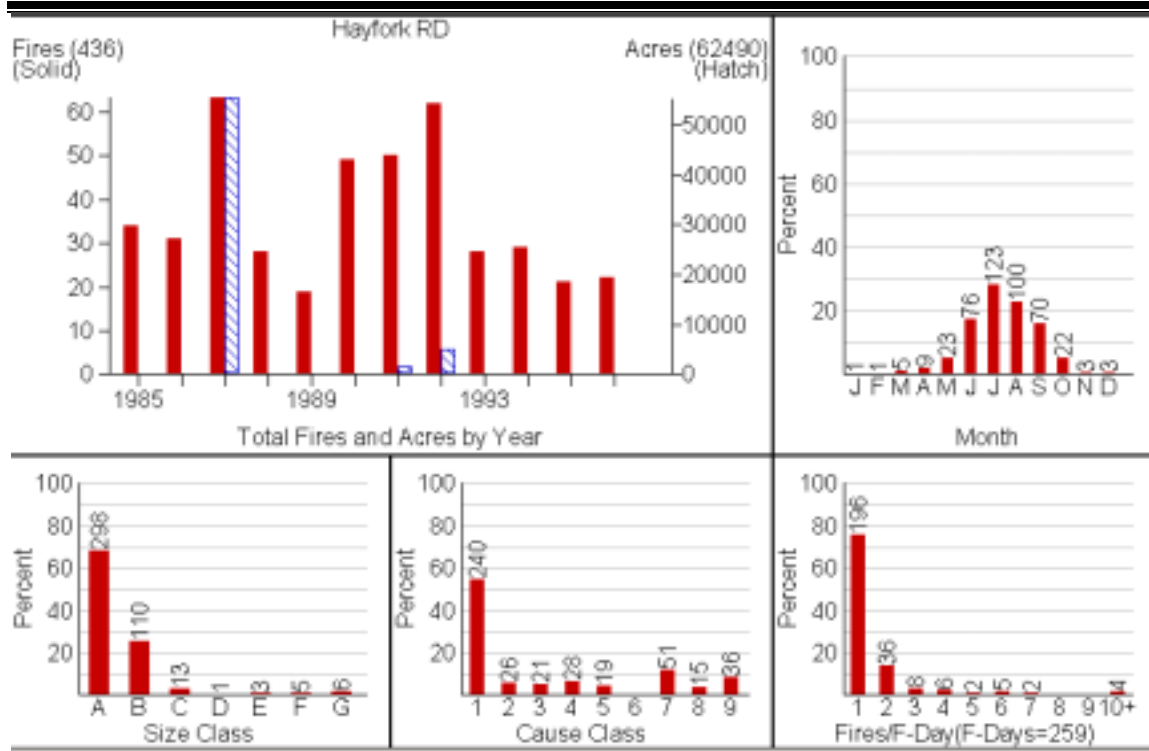 Hayfork RD
Fires (436)
(Solid)
Acres (62490)
(Hatch)
60
50
40
30
20
10
0
50000
40000
30000
20000
10000
0
1985 1989 1993
Total Fires and Acres by Year
100
80
60
40
20
Percent
1 1 5 9 23 76 123 100 70 22 3 3
J F M A M J J A S O N D
Month
100
80
60
40
20
Percent
298 110 13 1 3 5 6
A B C D E F G
Size Class
100
80
60
40
20
Percent
240 26 21 28 19 51 15 36
1 2 3 4 5 6 7 8 9
Cause Class
100
80
60
40
20
Percent
196 36 8 6 2 5 2 4
1 2 3 4 5 6 7 8 9 10+
Fires/F-Day(F-Days=259)